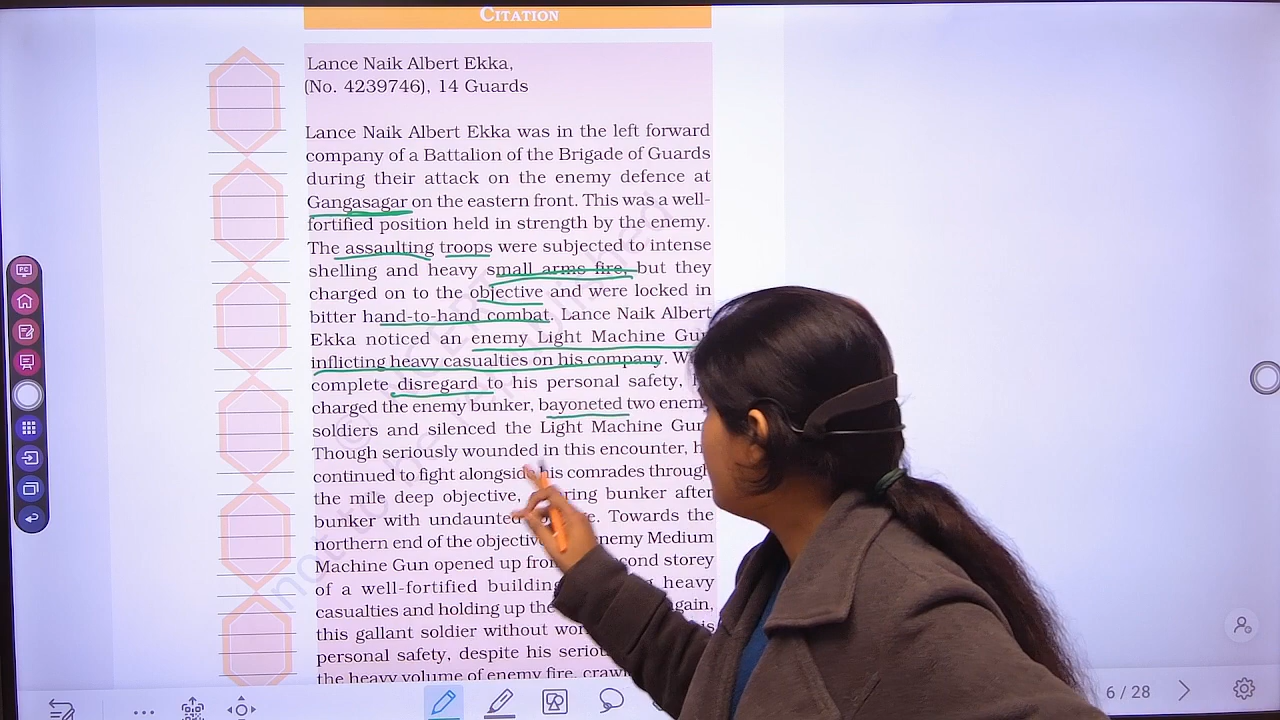 CITATION
Lance Naik Albert Ekka,
(No. 4239746), 14 Guards
Lance Naik Albert Ekka was in the left forward
company of a Battalion of the Brigade of Guards
during their attack on the enemy defence at
Gangasagar on the eastern front. This was a well-
fortified position held in strength by the enemy.
The assaulting troops were subjected to intense
shelling and heavy small arms fire, but they
charged on to the objective and were locked in
bitter hand-to-hand combat. Lance Naik Albert
Ekka noticed an enemy Light Machine
inflicting heavy casualties on his company.
complete disregard to his personal safety,
charged the enemy bunker, bayoneted two
soldiers and silenced the Light Machine
Though seriously wounded in this encounter,
continued to fight alongside his comrades through
the mile deep objective, bunker after
bunker with undaunted Towards the
northern end of the enemy Medium
Machine Gun opened up storey
of a well-fortified heavy
casualties and holding up
this gallant soldier without
personal safety, despite his
the heavy volume of enemy fire,
6 / 28